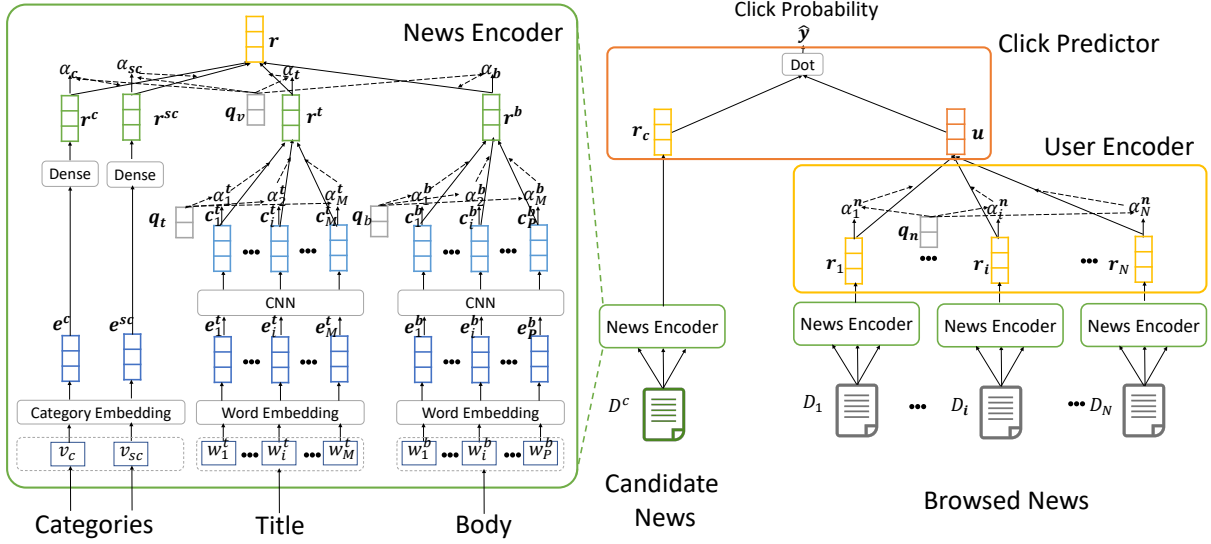 News Encoder
r
α_c α_sc α_t α_b
r^c r^sc q_v r^t r^b
Dense Dense
α_1^t α_2^t α_M^t α_1^b α_2^b α_M^b
q_t c_1^t c_i^t c_M^t q_b c_1^b c_i^b c_P^b
••• ••• ••• •••
CNN CNN
e^c e^sc e_1^t e_i^t e_M^t e_1^b e_i^b e_P^b
••• ••• ••• •••
Category Embedding Word Embedding Word Embedding
v_c v_sc w_1^t ••• w_i^t ••• w_M^t w_1^b ••• w_i^b ••• w_P^b
Categories Title Body
Click Probability
ŷ
Click Predictor
Dot
r_c u
User Encoder
α_1^n α_i^n α_N^n
q_n
•••
r_1 r_i ••• r_N
News Encoder News Encoder News Encoder News Encoder
D^c D_1 ••• D_i ••• D_N
Candidate
News
Browsed News